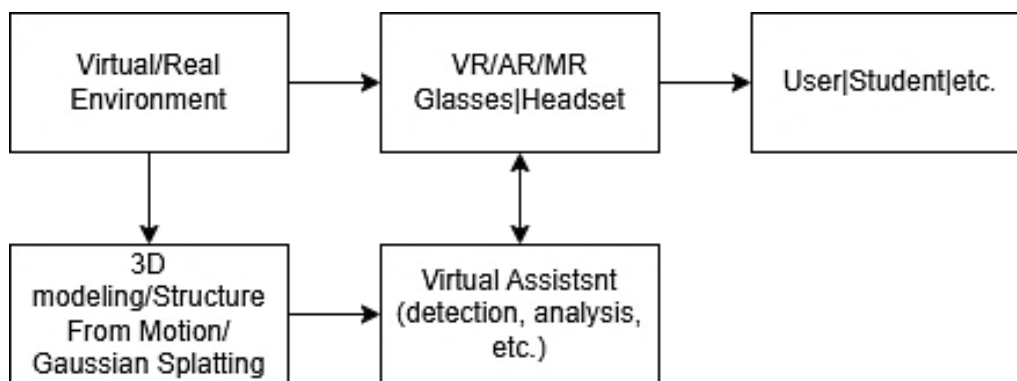 Virtual/Real
Environment
VR/AR/MR
Glasses|Headset
User|Student|etc.
3D
modeling/Structure
From Motion/
Gaussian Splatting
Virtual Assistsnt
(detection, analysis,
etc.)